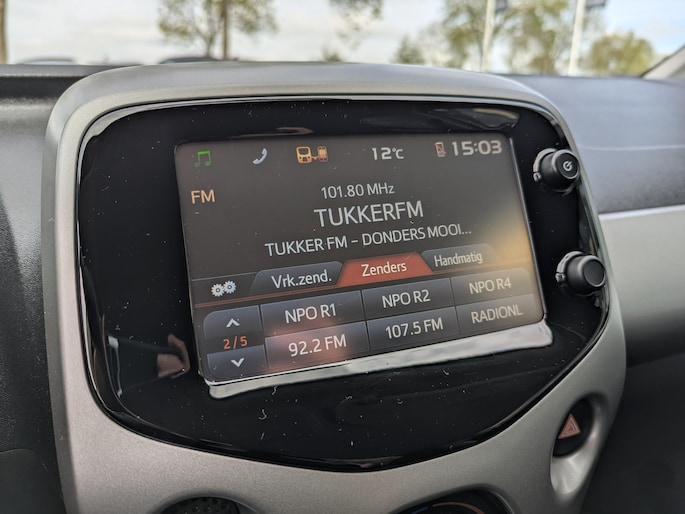 12°C 15:03
FM
101.80 MHz
TUKKERFM
TUKKER FM - DONDERS MOOI...
Vrk.zend. Zenders Handmatig
NPO R1 NPO R2 NPO R4
2/5
92.2 FM 107.5 FM RADIONL